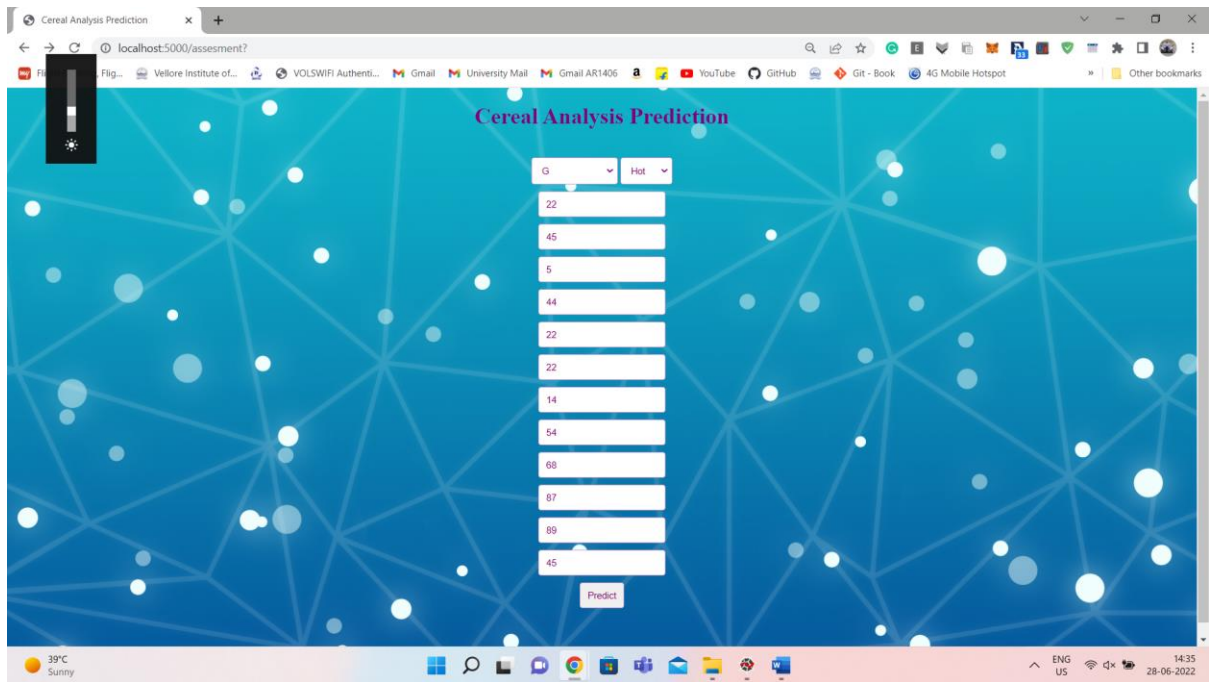 Cereal Analysis Prediction
localhost:5000/assesment?
Flig... Vellore Institute of... VOLSWIFI Authenti... Gmail University Mail Gmail AR1406 YouTube GitHub Git - Book 4G Mobile Hotspot » Other bookmarks
Cereal Analysis Prediction
G Hot
22
45
5
44
22
22
14
54
68
87
89
45
Predict
39°C
Sunny
ENG
US
14:35
28-06-2022